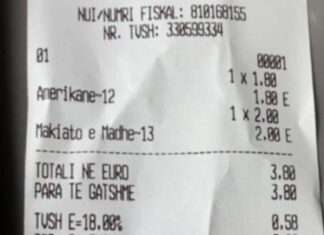 NUI/NUMRI FISKAL: 810168155
NR. TVSH: 330599334
01 00001
1 x 1.80
Anerikane-12 1.80 E
1 x 2.00
Makiato e Madhe-13 2.00 E
TOTALI NE EURO 3.80
PARA TE GATSHME 3.80
TVSH E=18.00% 0.58